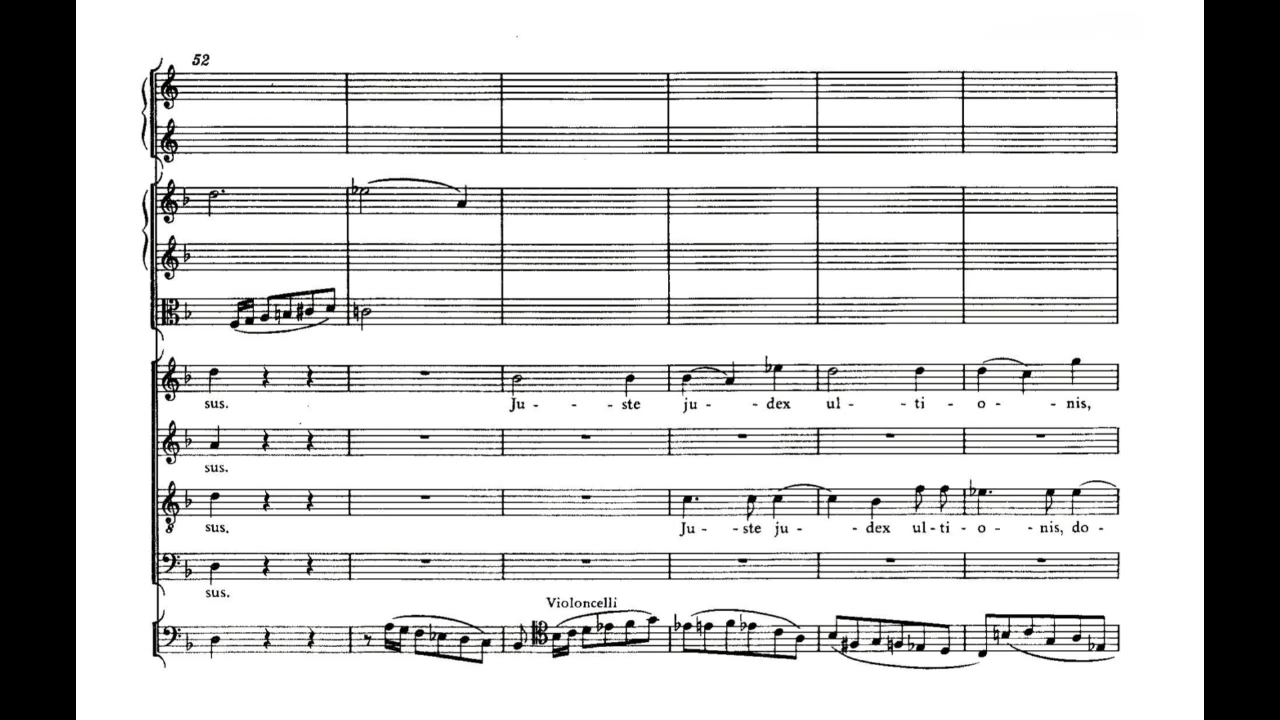 52
Ju - - - ste ju - - dex ul - - - ti - o - nis,
sus.
sus.
sus. Ju - - ste ju - - - dex ul - ti - o - - nis, do -
sus.
Violoncelli